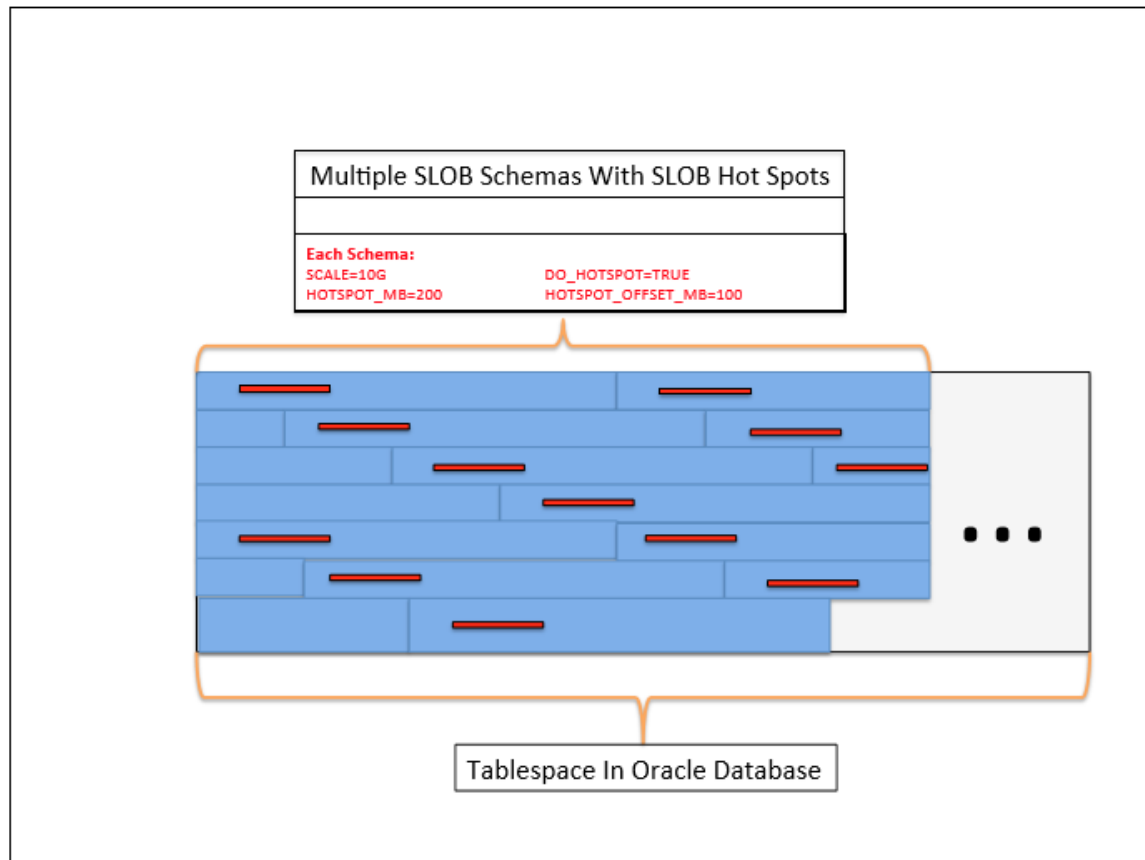 Multiple SLOB Schemas With SLOB Hot Spots
Each Schema:
SCALE=10G DO_HOTSPOT=TRUE
HOTSPOT_MB=200 HOTSPOT_OFFSET_MB=100
Tablespace In Oracle Database